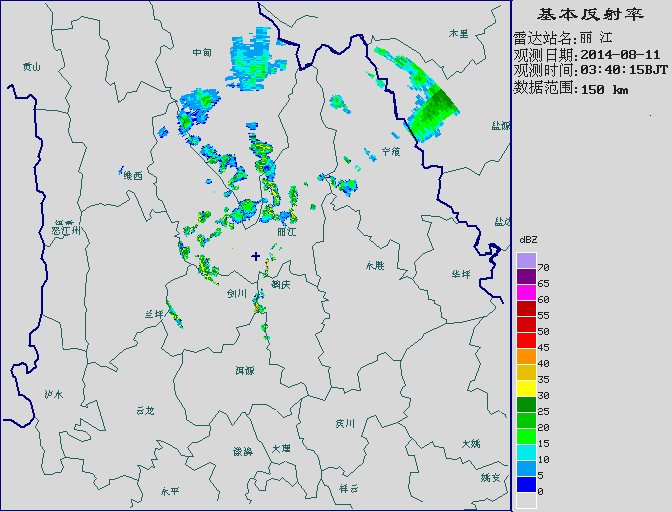 基本反射率
雷达站名:丽 江
观测日期:2014-08-11
观测时间:03:40:15BJT
数据范围:150 km
木里
中甸
贡山
盐源
宁蒗
维西
怒江州
丽江
盐边
永胜
华坪
鹤庆
剑川
兰坪
洱源
泸水
云龙
宾川
大姚
漾濞
大理
姚安
永平
祥云
dBZ
70
65
60
55
50
45
40
35
30
25
20
15
10
5
0